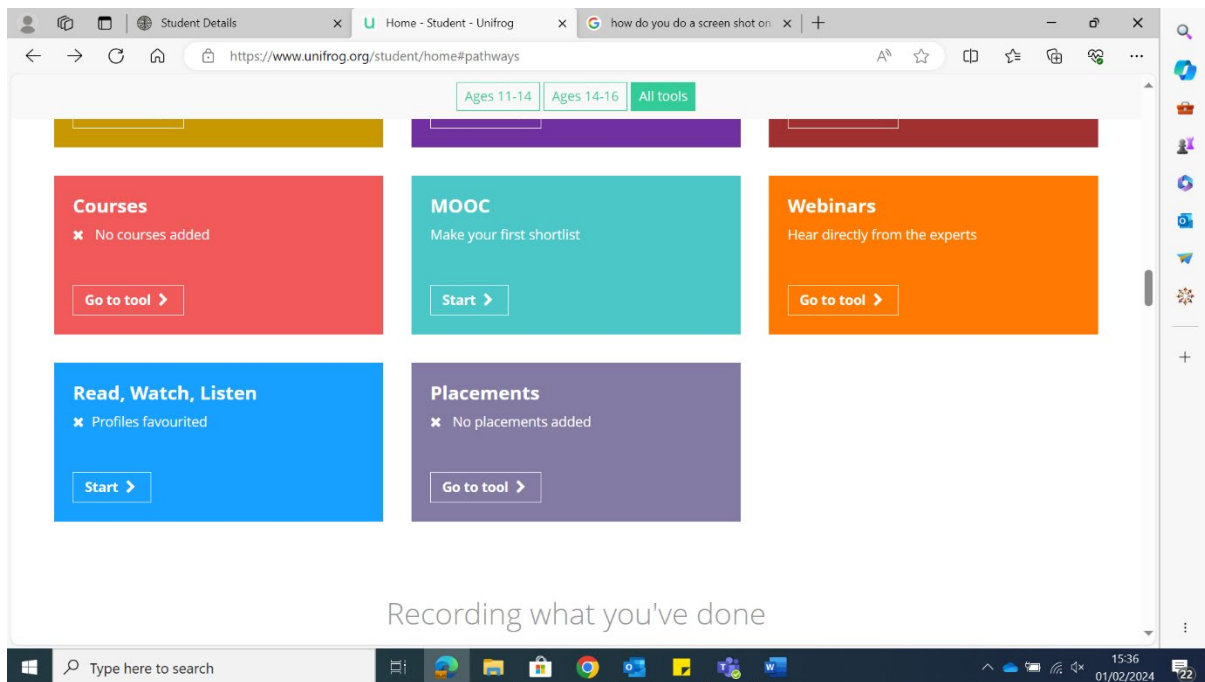 Student Details
Home - Student - Unifrog
how do you do a screen shot on
https://www.unifrog.org/student/home#pathways
Ages 11-14 Ages 14-16 All tools
Courses
No courses added
Go to tool
MOOC
Make your first shortlist
Start
Webinars
Hear directly from the experts
Go to tool
Read, Watch, Listen
Profiles favourited
Start
Placements
No placements added
Go to tool
Recording what you've done
Type here to search
15:36
01/02/2024
22